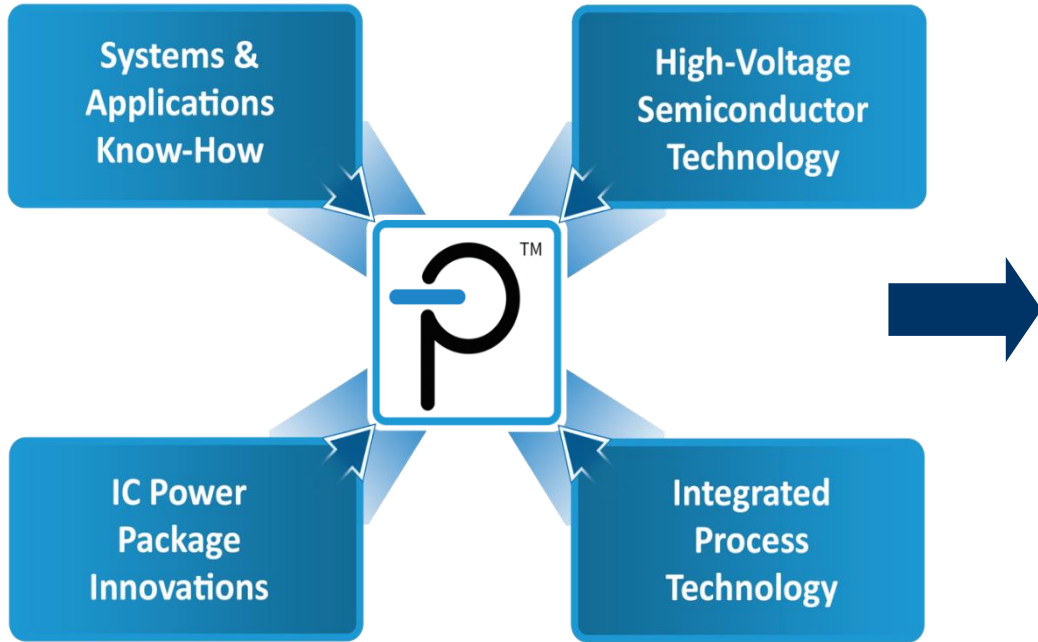 Systems &
Applications
Know-How
High-Voltage
Semiconductor
Technology
TM
IC Power
Package
Innovations
Integrated
Process
Technology